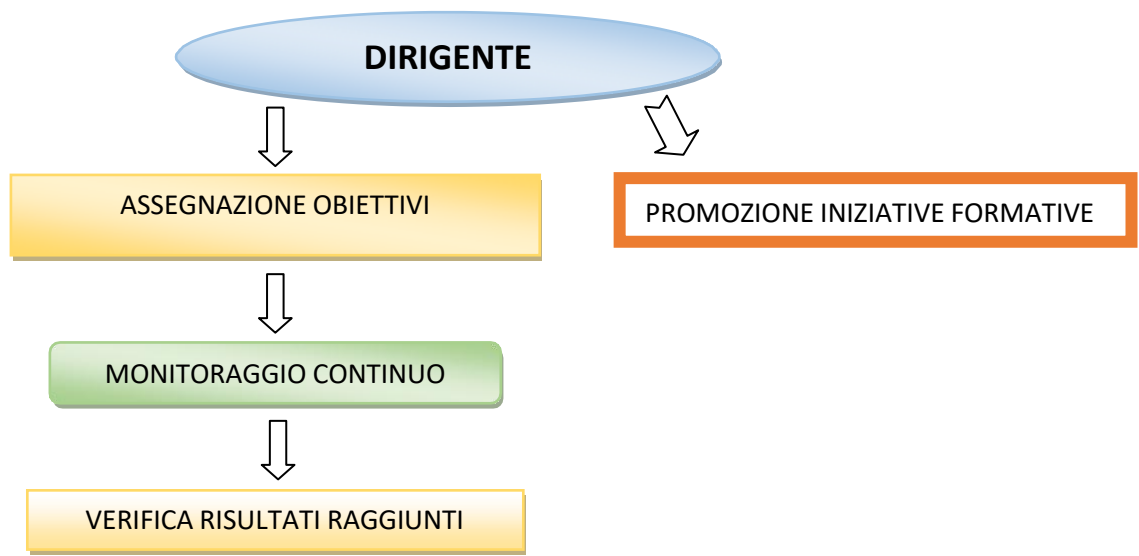 DIRIGENTE
ASSEGNAZIONE OBIETTIVI
PROMOZIONE INIZIATIVE FORMATIVE
MONITORAGGIO CONTINUO
VERIFICA RISULTATI RAGGIUNTI